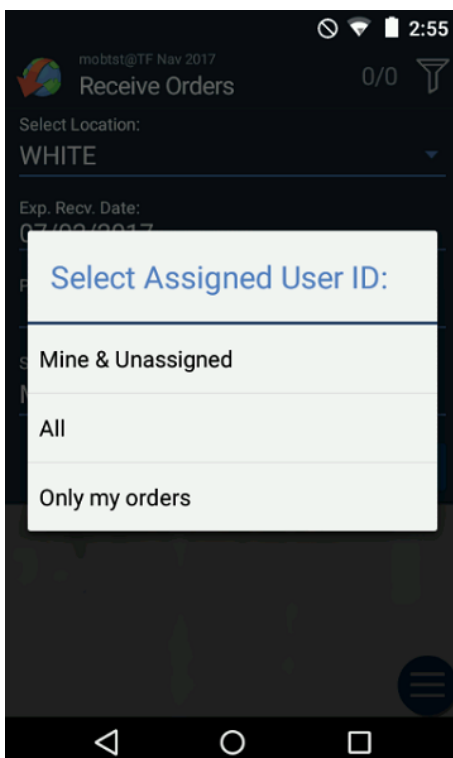 2:55
mobtst@TF Nav 2017
Receive Orders
0/0
Select Location:
WHITE
Exp. Recv. Date:
Select Assigned User ID:
Mine & Unassigned
All
Only my orders